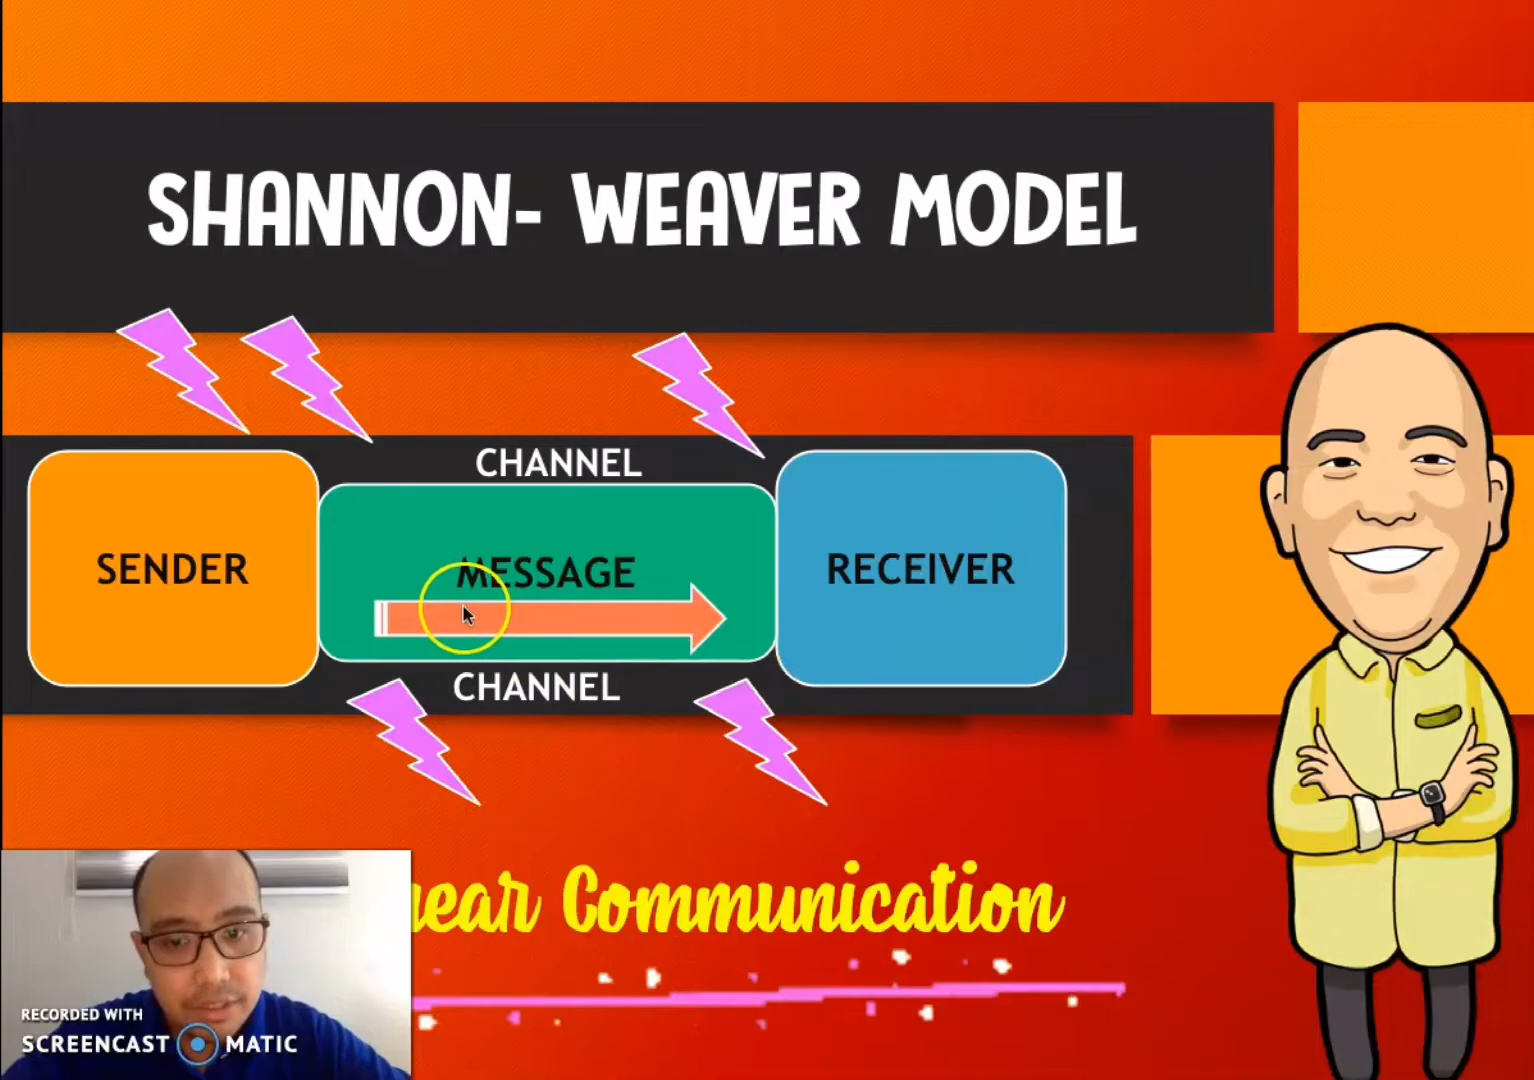 SHANNON- WEAVER MODEL
CHANNEL
SENDER
MESSAGE
RECEIVER
CHANNEL
Communication
RECORDED WITH
SCREENCAST MATIC